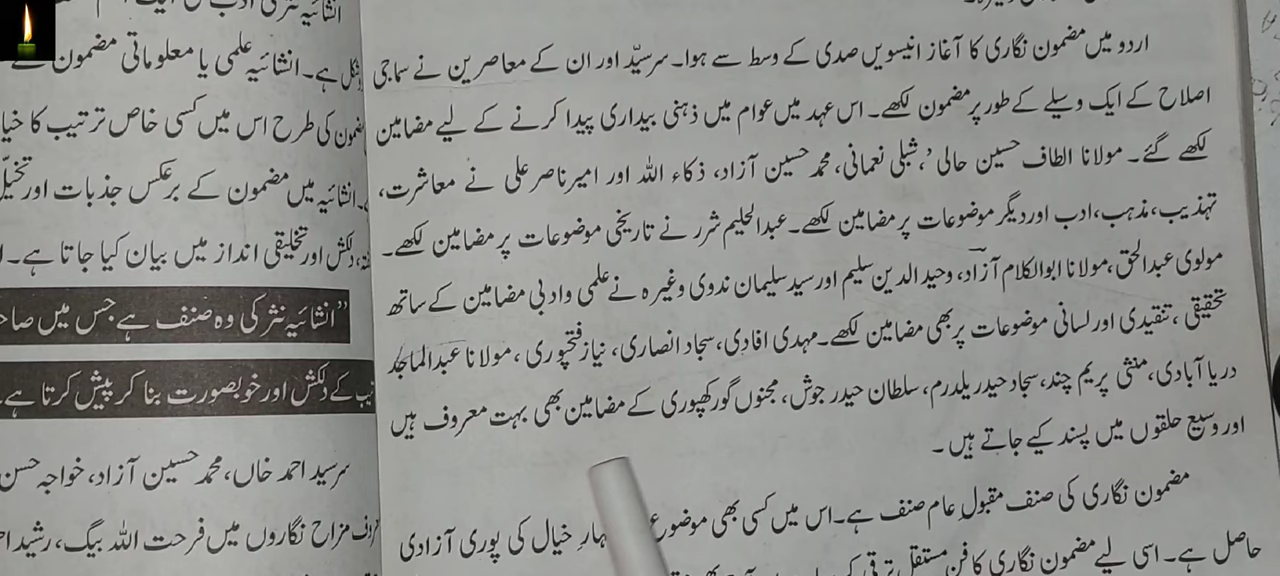 اردو میں مضمون نگاری کا آغاز انیسویں صدی کے وسط سے ہوا۔ سرسیّد اور ان کے معاصرین نے سماجی
اصلاح کے ایک وسیلے کے طور پر مضمون لکھے۔ اس عہد میں عوام میں ذہنی بیداری پیدا کرنے کے لیے مضامین
لکھے گئے۔ مولانا الطاف حسین حالی، شبلی نعمانی، محمد حسین آزاد، ذکاء اللہ اور امیر ناصر علی نے معاشرت،
تہذیب، مذہب، ادب اور دیگر موضوعات پر مضامین لکھے۔ عبدالحلیم شرر نے تاریخی موضوعات پر مضامین لکھے۔
مولوی عبدالحق، مولانا ابوالکلام آزاد، وحید الدین سلیم اور سید سلیمان ندوی وغیرہ نے علمی و ادبی مضامین کے ساتھ
تحقیقی، تنقیدی اور لسانی موضوعات پر بھی مضامین لکھے۔ مہدی افادی، سجاد انصاری، نیاز فتحپوری، مولانا عبدالماجد
دریا آبادی، منشی پریم چند، سجاد حیدر یلدرم، سلطان حیدر جوش، مجنوں گورکھپوری کے مضامین بھی بہت معروف ہیں
اور وسیع حلقوں میں پسند کیے جاتے ہیں۔
مضمون نگاری کی صنف مقبولِ عام صنف ہے۔ اس میں کسی بھی خیال کی پوری آزادی
حاصل ہے۔ اسی لیے مضمون نگاری کا فن مستقل
ہے۔ انشائیہ علمی یا معلوماتی مضمون سے
کی طرح اس میں کسی خاص ترتیب کا
انشائیہ میں مضمون کے برعکس جذبات اور
دلکش اور تخلیقی انداز میں بیان کیا جاتا ہے۔
”انشائیہ نثر کی وہ صنف ہے جس میں
کے دلکش اور خوبصورت بنا کر پیش کرتا ہے
سرسید احمد خاں، محمد حسین آزاد، خواجہ حسن
مزاح نگاروں میں فرحت اللہ بیگ، رشید